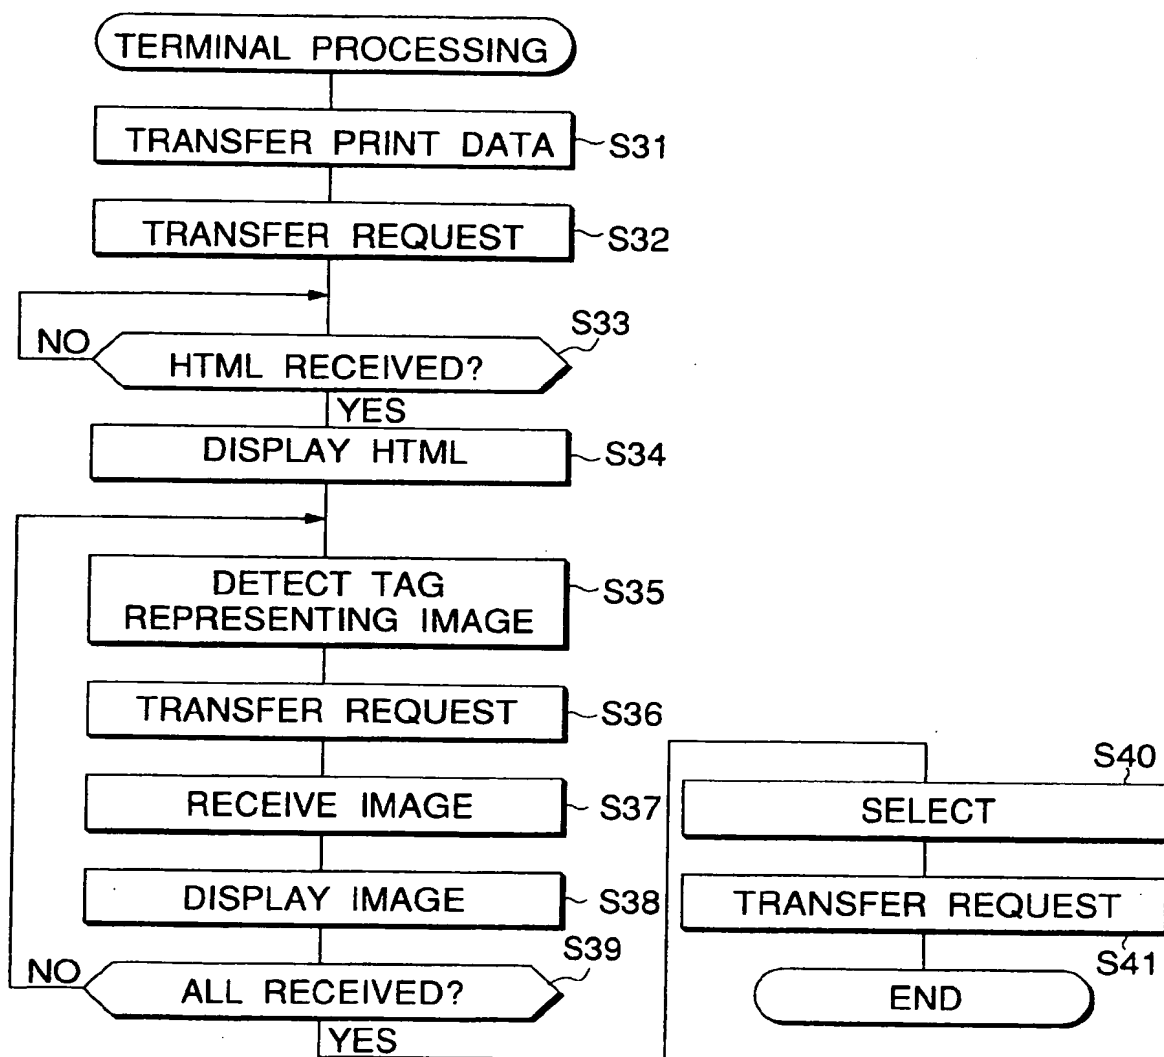 TERMINAL PROCESSING
TRANSFER PRINT DATA
S31
TRANSFER REQUEST
S32
S33
NO
HTML RECEIVED?
YES
DISPLAY HTML
S34
DETECT TAG
REPRESENTING IMAGE
S35
TRANSFER REQUEST
S36
RECEIVE IMAGE
S37
DISPLAY IMAGE
S38
S39
NO
ALL RECEIVED?
YES
S40
SELECT
TRANSFER REQUEST
S41
END